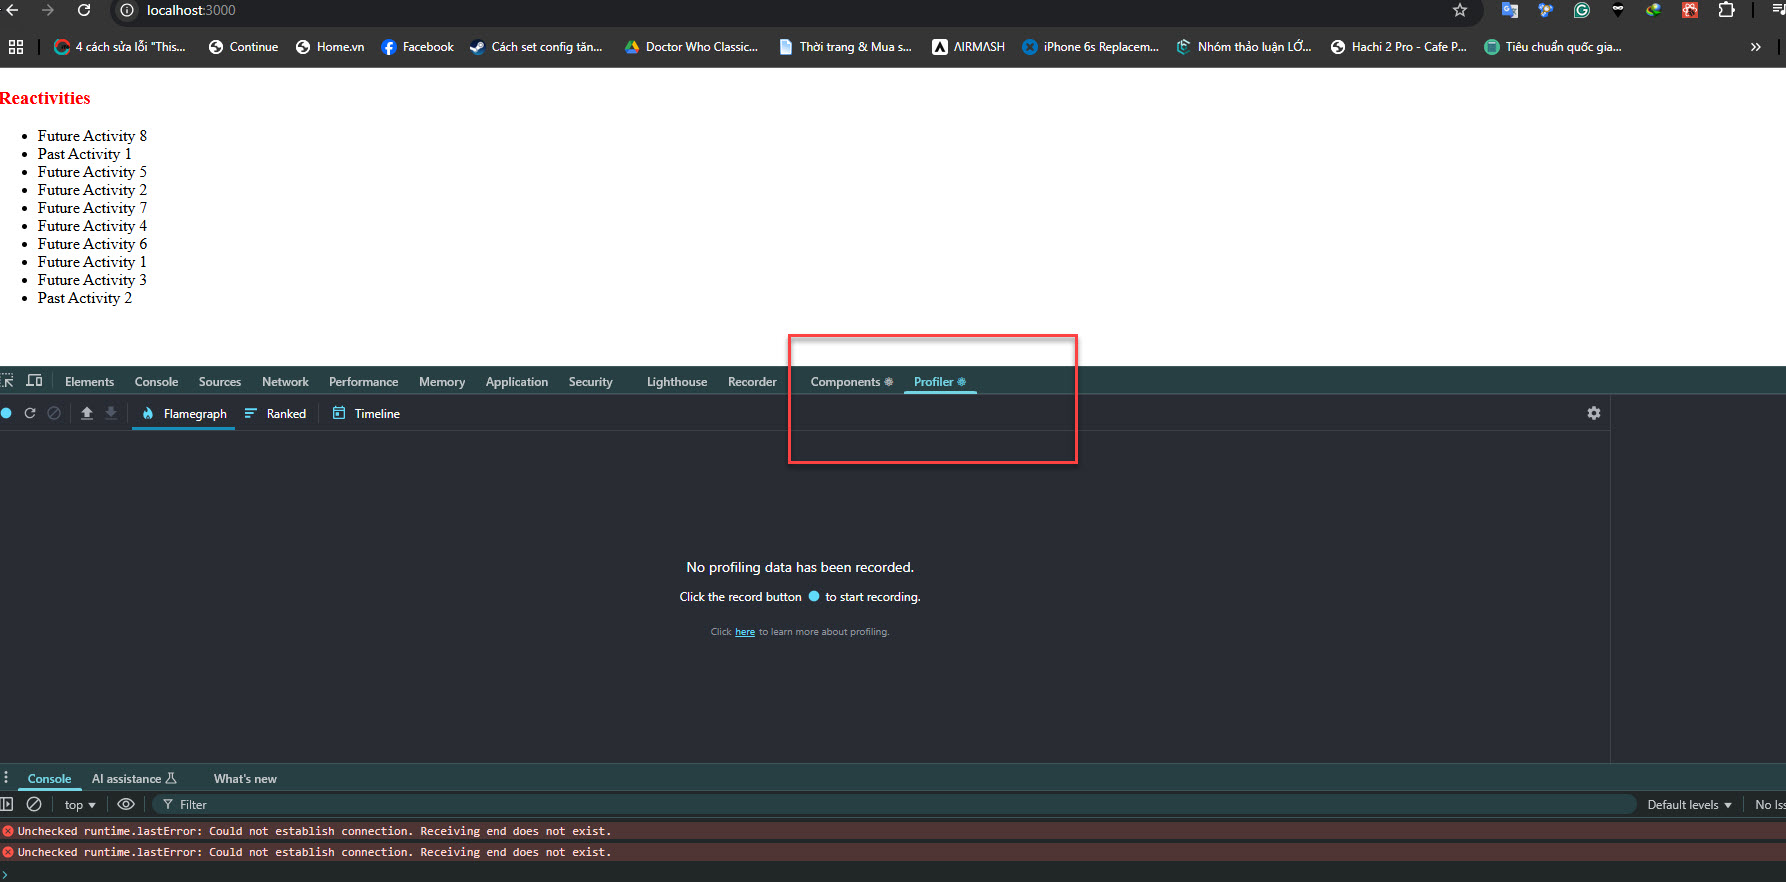 localhost:3000
4 cách sửa lỗi "This... Continue Home.vn Facebook Cách set config tăn... Doctor Who Classic... Thời trang & Mua s... ΛIRMΛSH iPhone 6s Replacem... Nhóm thảo luận LỚ... Hachi 2 Pro - Cafe P... Tiêu chuẩn quốc gia...
Reactivities
Future Activity 8
Past Activity 1
Future Activity 5
Future Activity 2
Future Activity 7
Future Activity 4
Future Activity 6
Future Activity 1
Future Activity 3
Past Activity 2
Elements Console Sources Network Performance Memory Application Security Lighthouse Recorder Components Profiler
Flamegraph Ranked Timeline
No profiling data has been recorded.
Click the record button to start recording.
Click here to learn more about profiling.
Console AI assistance What's new
top Filter Default levels No Iss
Unchecked runtime.lastError: Could not establish connection. Receiving end does not exist.
Unchecked runtime.lastError: Could not establish connection. Receiving end does not exist.